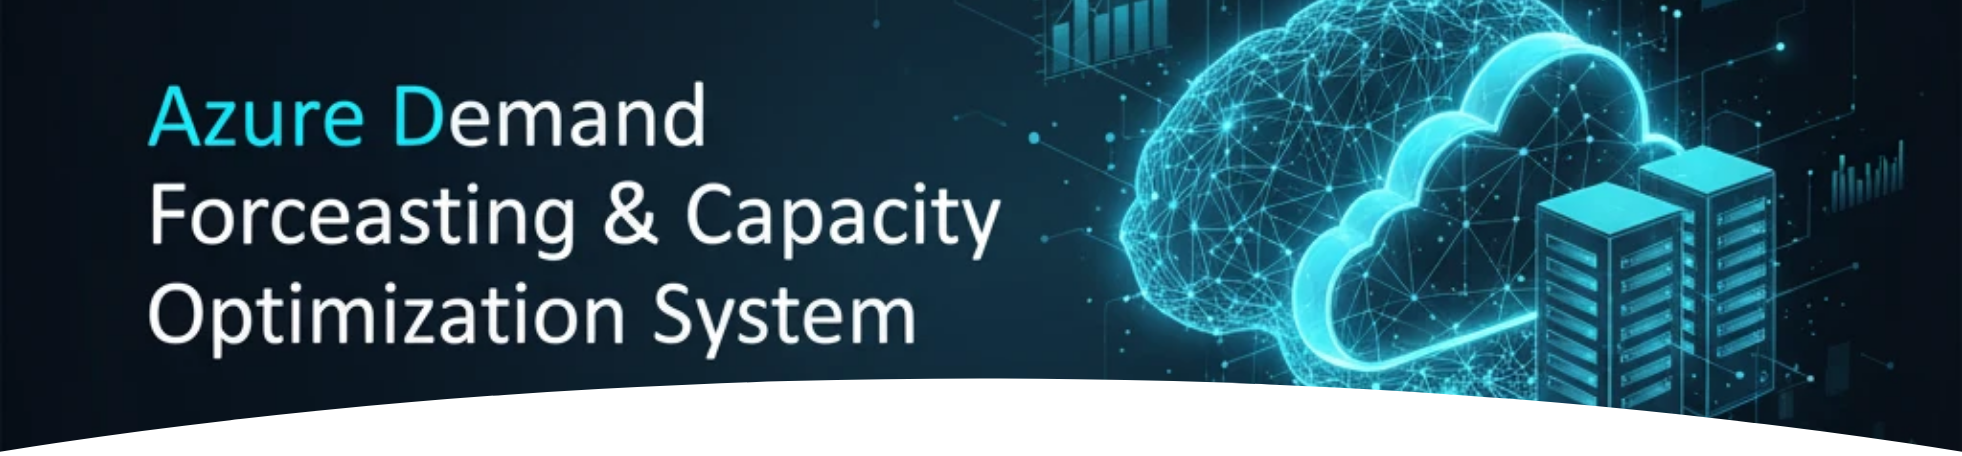 Azure Demand
Forceasting & Capacity
Optimization System